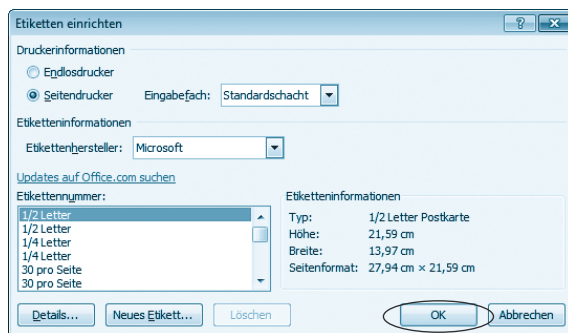 Etiketten einrichten
Druckerinformationen
Endlosdrucker
Seitendrucker Eingabefach: Standardschacht
Etiketteninformationen
Etikettenhersteller: Microsoft
Updates auf Office.com suchen
Etikettennummer: Etiketteninformationen
1/2 Letter Typ: 1/2 Letter Postkarte
1/2 Letter Höhe: 21,59 cm
1/4 Letter Breite: 13,97 cm
1/4 Letter Seitenformat: 27,94 cm × 21,59 cm
30 pro Seite
30 pro Seite
Details... Neues Etikett... Löschen OK Abbrechen